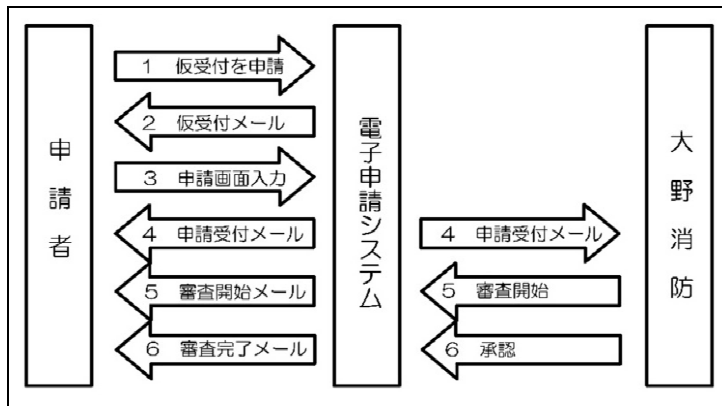 申請者
1 仮受付を申請
2 仮受付メール
3 申請画面入力
4 申請受付メール
5 審査開始メール
6 審査完了メール
電子申請システム
4 申請受付メール
5 審査開始
6 承認
大野消防